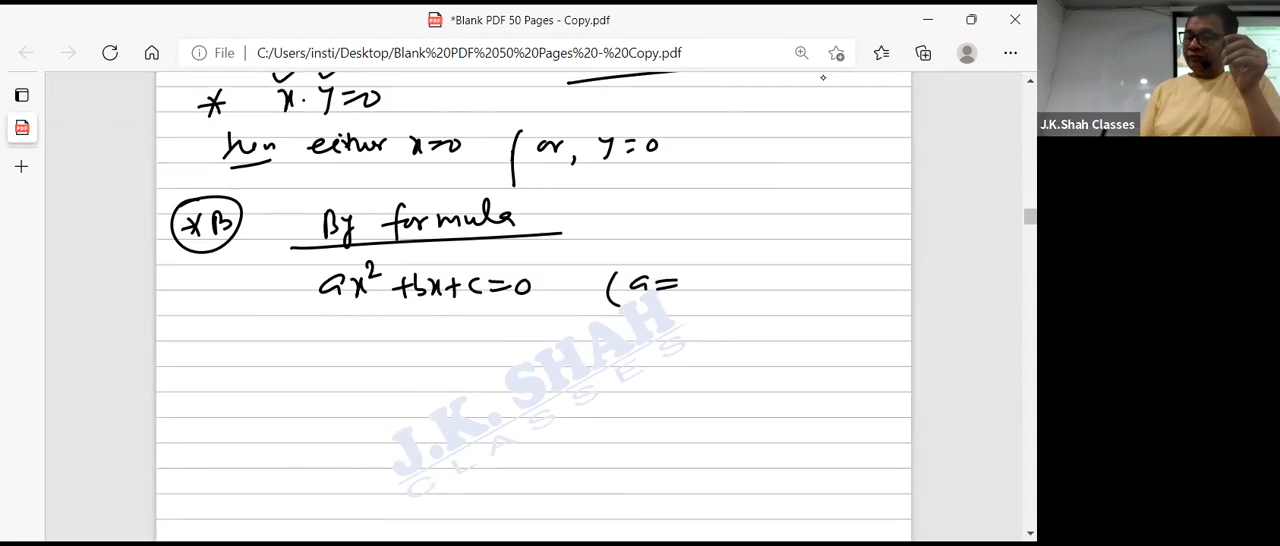 *Blank PDF 50 Pages - Copy.pdf
File C:/Users/insti/Desktop/Blank%20PDF%2050%20Pages%20-%20Copy.pdf
J.K.Shah Classes
* x . y = 0
then either x=0 or, y = 0
*B By formula
ax² + bx + c = 0 (a =
J.K. SHAH
CLASSES